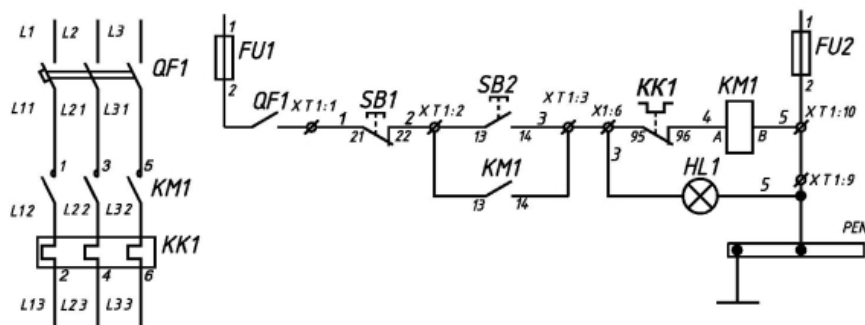 L1 L2 L3
QF1
L11 L21 L31
1 3 5
KM1
L12 L22 L32
KK1
2 4 6
L13 L23 L33
1
FU1
2
QF1
XT1:1
1
SB1
21 22
2
XT1:2
SB2
13 14
3
XT1:3
KM1
13 14
X1:6
3
KK1
95 96
4
KM1
A B
5
XT1:10
HL1
5
XT1:9
1
FU2
2
PEN